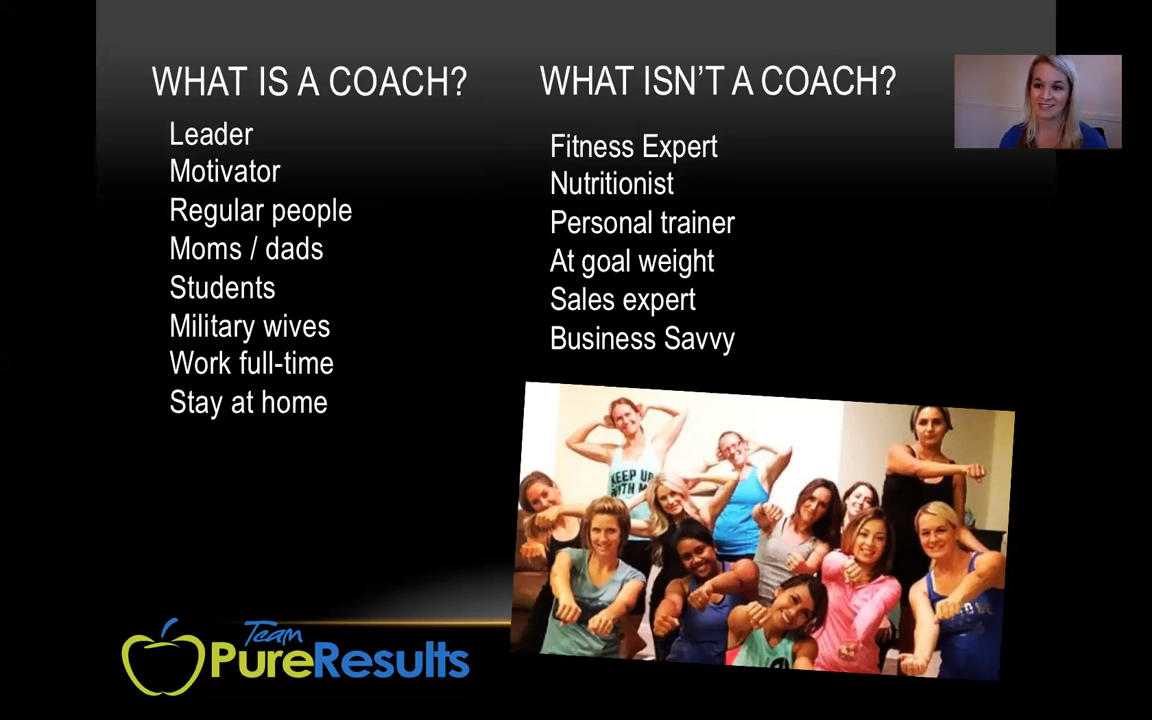 WHAT IS A COACH?
Leader
Motivator
Regular people
Moms / dads
Students
Military wives
Work full-time
Stay at home
WHAT ISN'T A COACH?
Fitness Expert
Nutritionist
Personal trainer
At goal weight
Sales expert
Business Savvy
KEEP UP
WITH M
Team
PureResults